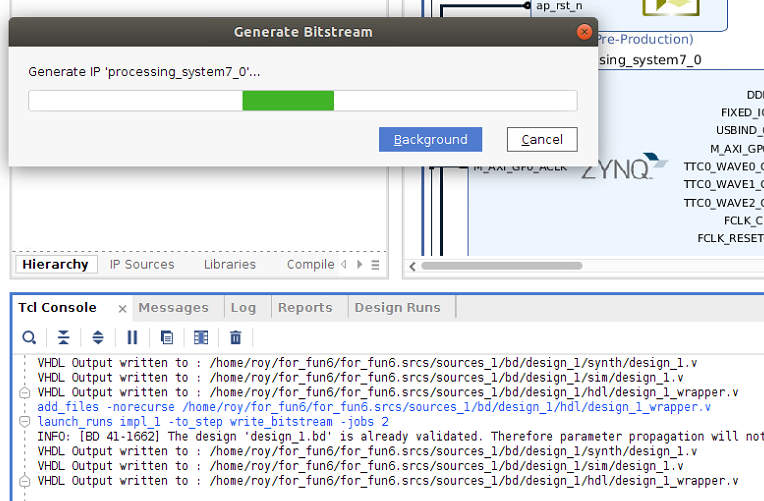 ap_rst_n
Generate Bitstream
Pre-Production)
sing_system7_0
Generate IP 'processing_system7_0'...
Background
Cancel
DD
FIXED_I
USBIND_
M_AXI_GP
M_AXI_GP0_ACLK
ZYNQ
TTC0_WAVE0_
TTC0_WAVE1_
TTC0_WAVE2_
FCLK_C
FCLK_RESET
Hierarchy IP Sources Libraries Compile
Tcl Console Messages Log Reports Design Runs
VHDL Output written to : /home/roy/for_fun6/for_fun6.srcs/sources_1/bd/design_1/synth/design_1.v
VHDL Output written to : /home/roy/for_fun6/for_fun6.srcs/sources_1/bd/design_1/sim/design_1.v
VHDL Output written to : /home/roy/for_fun6/for_fun6.srcs/sources_1/bd/design_1/hdl/design_1_wrapper.v
add_files -norecurse /home/roy/for_fun6/for_fun6.srcs/sources_1/bd/design_1/hdl/design_1_wrapper.v
launch_runs impl_1 -to_step write_bitstream -jobs 2
INFO: [BD 41-1662] The design 'design_1.bd' is already validated. Therefore parameter propagation will not
VHDL Output written to : /home/roy/for_fun6/for_fun6.srcs/sources_1/bd/design_1/synth/design_1.v
VHDL Output written to : /home/roy/for_fun6/for_fun6.srcs/sources_1/bd/design_1/sim/design_1.v
VHDL Output written to : /home/roy/for_fun6/for_fun6.srcs/sources_1/bd/design_1/hdl/design_1_wrapper.v